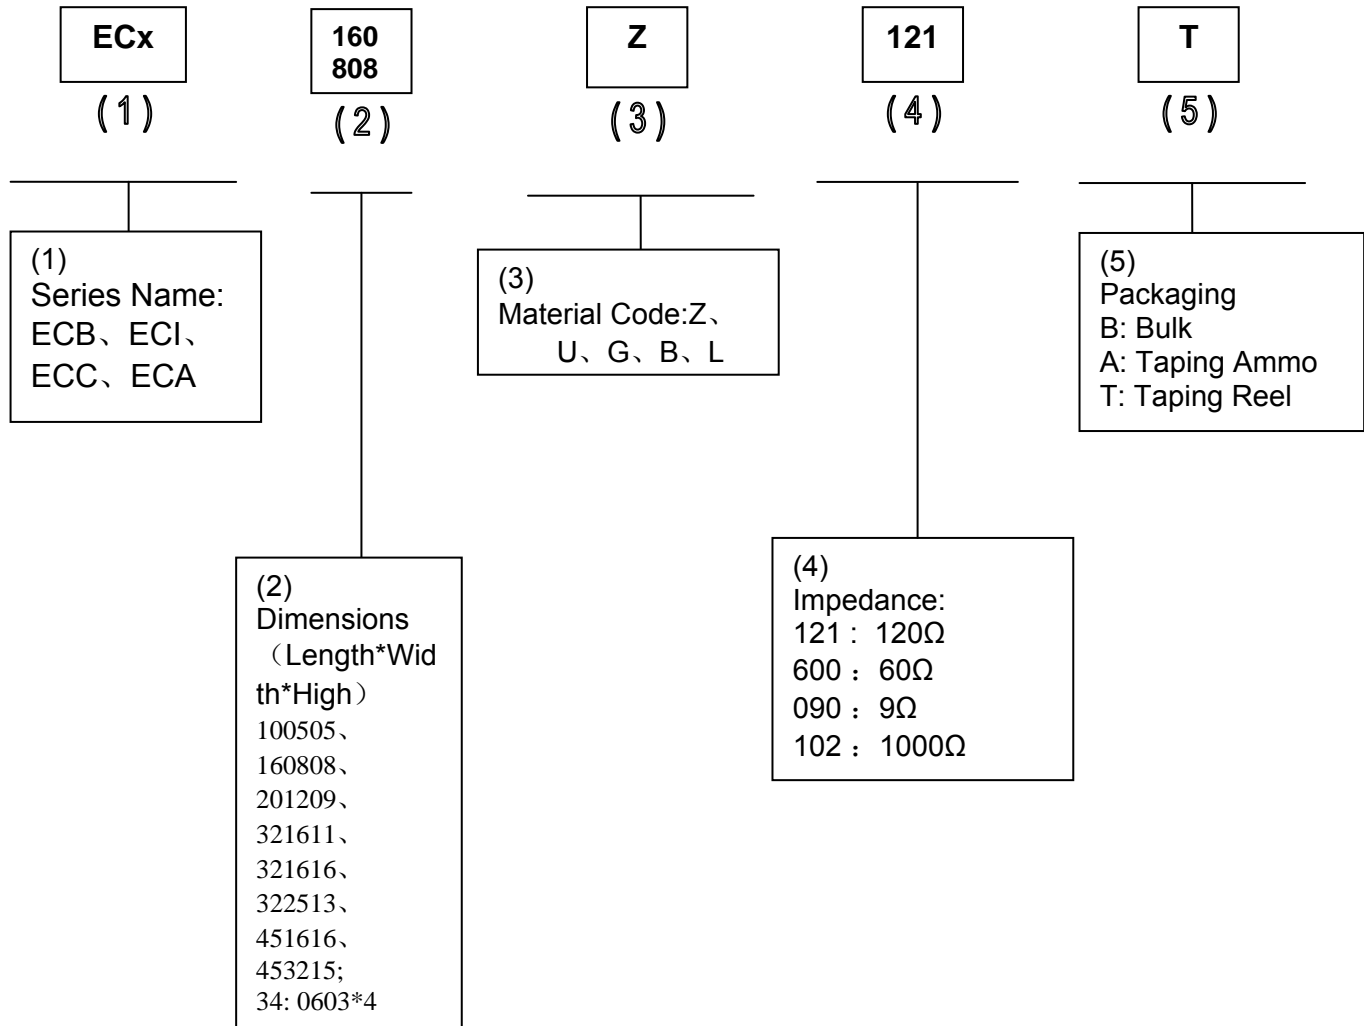 ECx
160
808
Z
121
T
(1)
(2)
(3)
(4)
(5)
(1)
Series Name:
ECB、ECI、
ECC、ECA
(3)
Material Code:Z、
U、G、B、L
(5)
Packaging
B: Bulk
A: Taping Ammo
T: Taping Reel
(2)
Dimensions
（Length*Wid
th*High）
100505、
160808、
201209、
321611、
321616、
322513、
451616、
453215;
34: 0603*4
(4)
Impedance:
121 : 120Ω
600 : 60Ω
090 : 9Ω
102 : 1000Ω